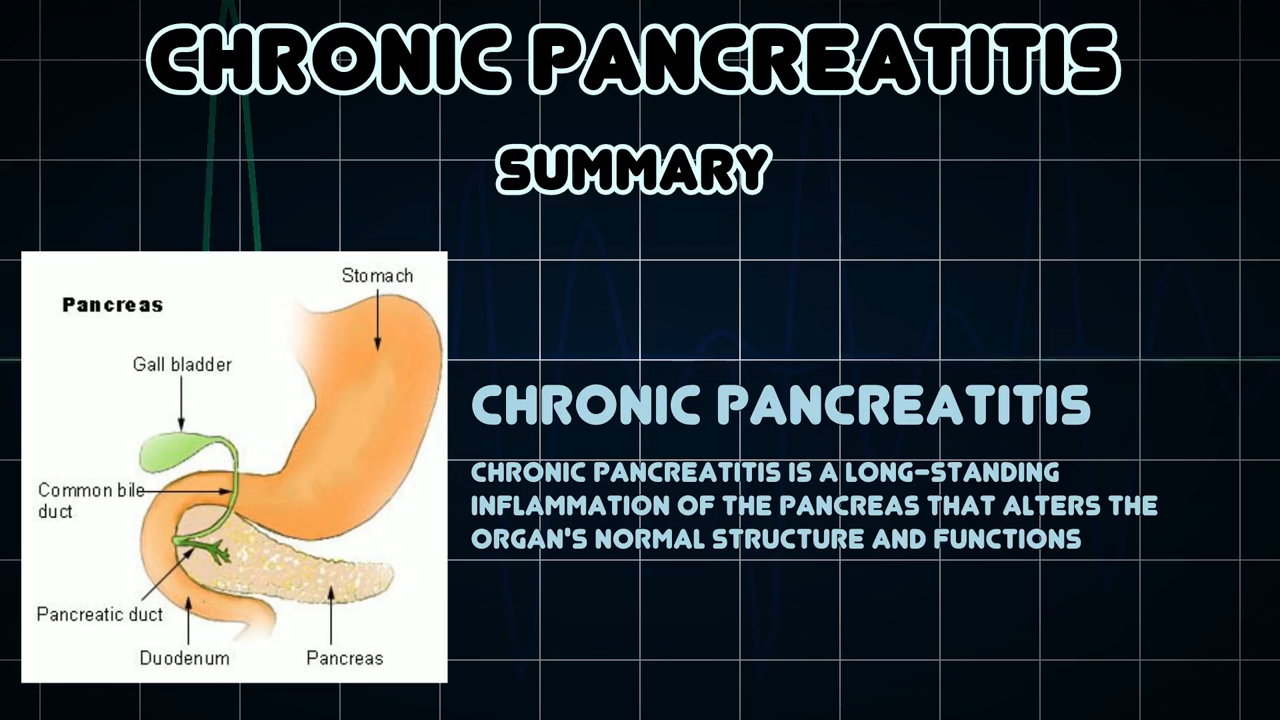 CHRONIC PANCREATITIS
SUMMARY
Stomach
Pancreas
Gall bladder
Common bile
duct
Pancreatic duct
Duodenum
Pancreas
CHRONIC PANCREATITIS
CHRONIC PANCREATITIS IS A LONG-STANDING
INFLAMMATION OF THE PANCREAS THAT ALTERS THE
ORGAN'S NORMAL STRUCTURE AND FUNCTIONS